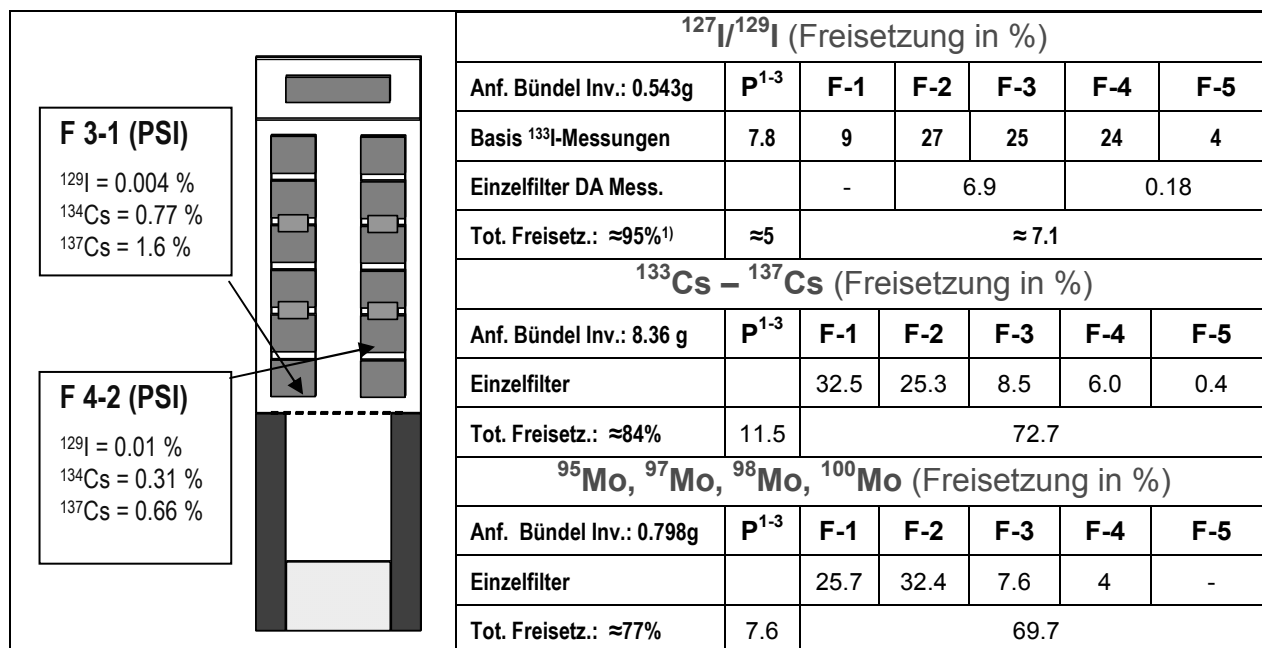 F 3-1 (PSI)
¹²⁹I = 0.004 %
¹³⁴Cs = 0.77 %
¹³⁷Cs = 1.6 %
F 4-2 (PSI)
¹²⁹I = 0.01 %
¹³⁴Cs = 0.31 %
¹³⁷Cs = 0.66 %
¹²⁷I/¹²⁹I (Freisetzung in %)
Anf. Bündel Inv.: 0.543g P¹⁻³ F-1 F-2 F-3 F-4 F-5
Basis ¹³³I-Messungen 7.8 9 27 25 24 4
Einzelfilter DA Mess. - 6.9 0.18
Tot. Freisetz.: ≈95%¹⁾ ≈5 ≈ 7.1
¹³³Cs – ¹³⁷Cs (Freisetzung in %)
Anf. Bündel Inv.: 8.36 g P¹⁻³ F-1 F-2 F-3 F-4 F-5
Einzelfilter 32.5 25.3 8.5 6.0 0.4
Tot. Freisetz.: ≈84% 11.5 72.7
⁹⁵Mo, ⁹⁷Mo, ⁹⁸Mo, ¹⁰⁰Mo (Freisetzung in %)
Anf. Bündel Inv.: 0.798g P¹⁻³ F-1 F-2 F-3 F-4 F-5
Einzelfilter 25.7 32.4 7.6 4 -
Tot. Freisetz.: ≈77% 7.6 69.7